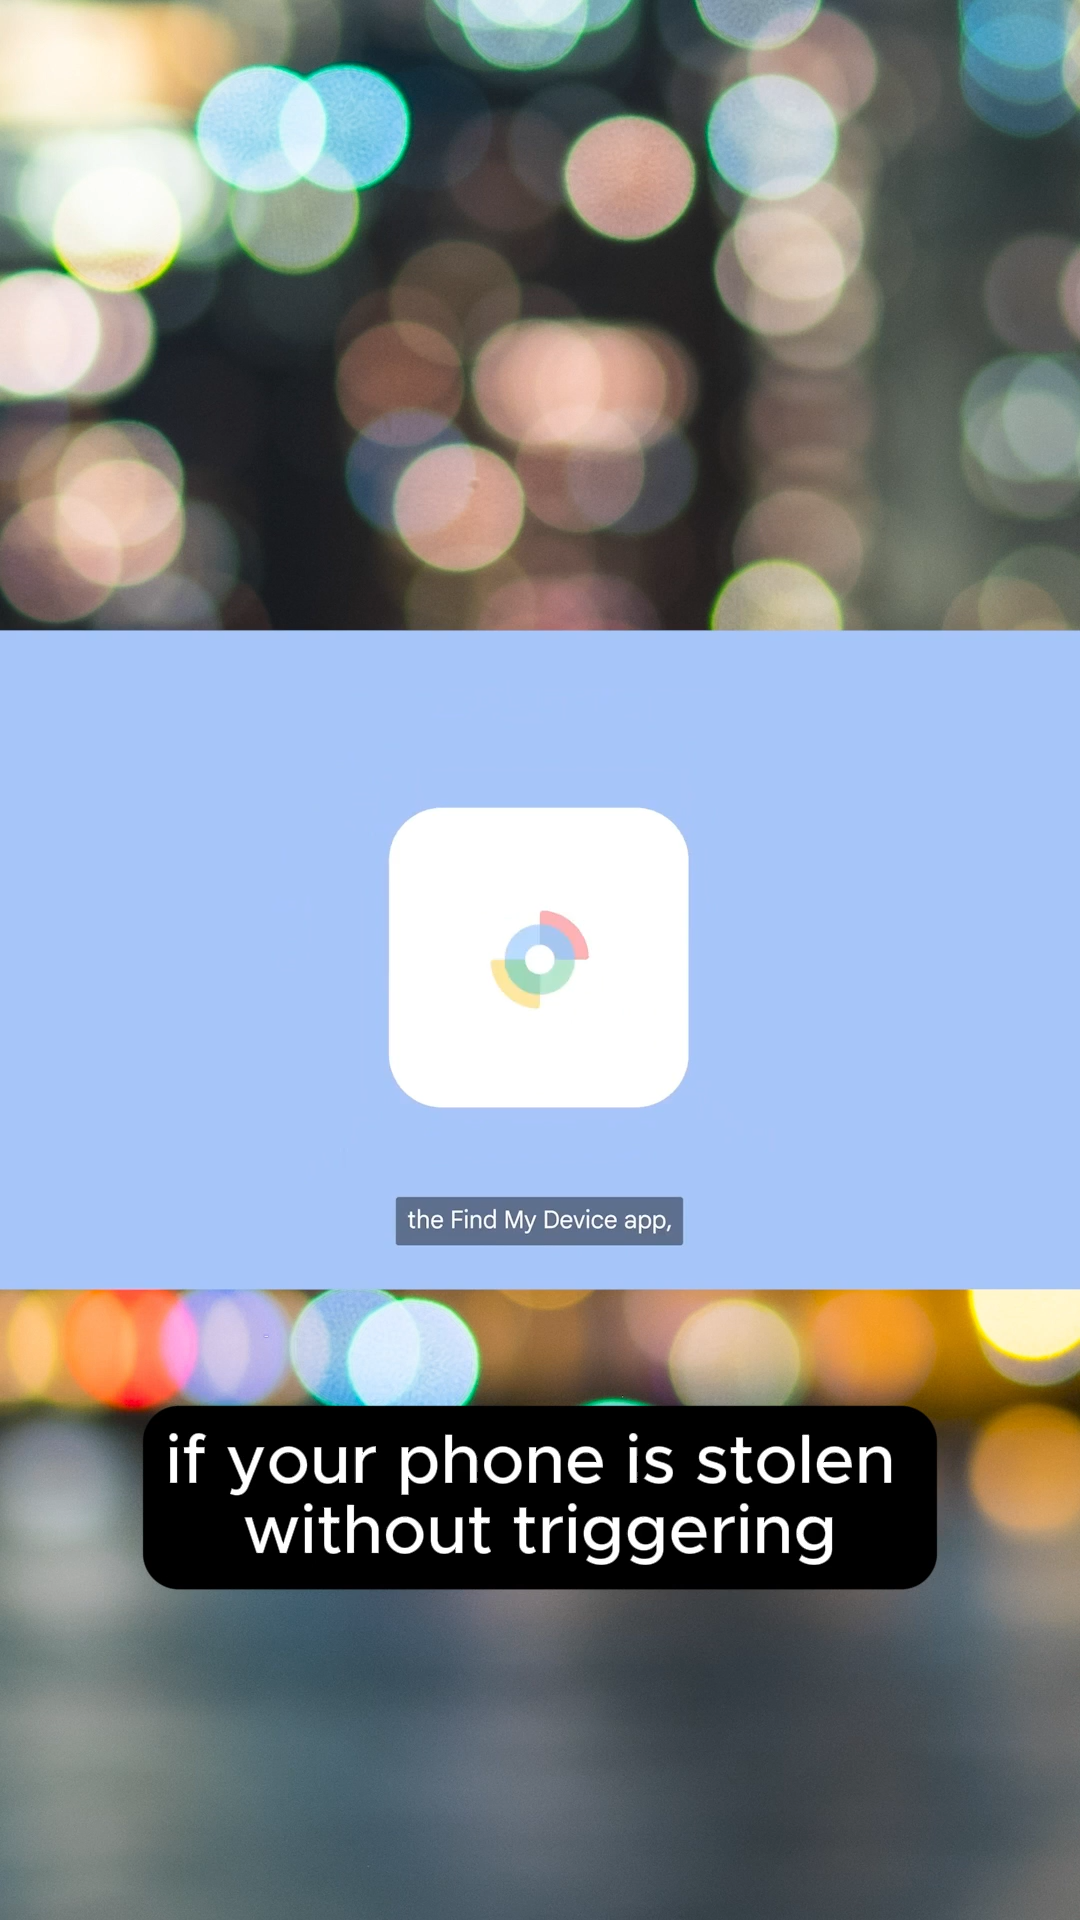 the Find My Device app,
if your phone is stolen
without triggering